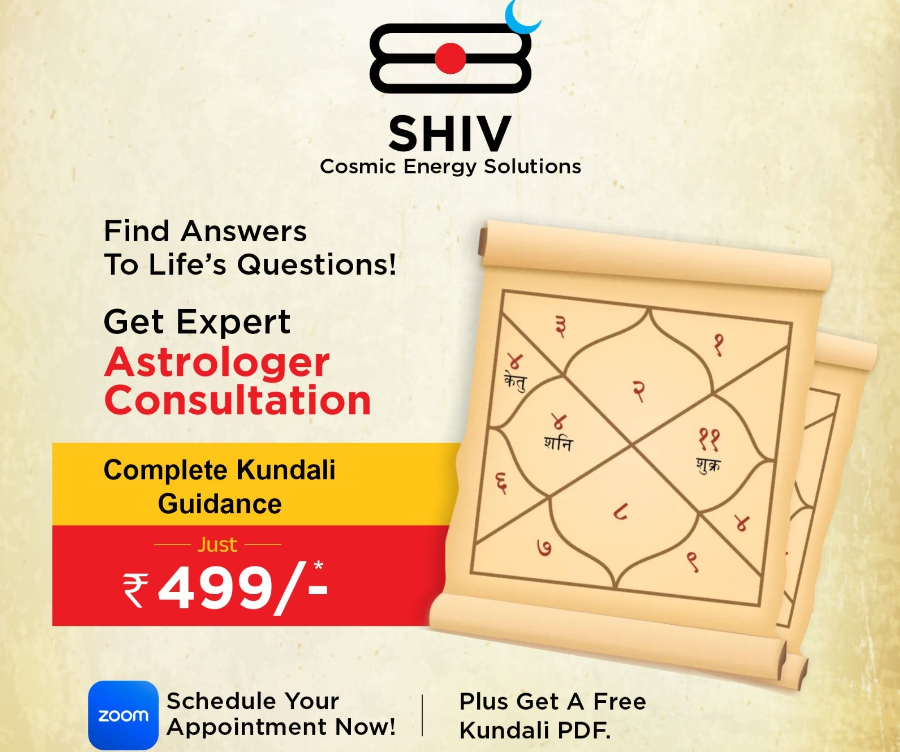 SHIV
Cosmic Energy Solutions
Find Answers
To Life's Questions!
Get Expert
Astrologer
Consultation
Complete Kundali
Guidance
Just
₹499/-*
३
१
४
केतु
२
४
शनि
११
शुक्र
६
८
४
७
९
zoom
Schedule Your
Appointment Now!
Plus Get A Free
Kundali PDF.